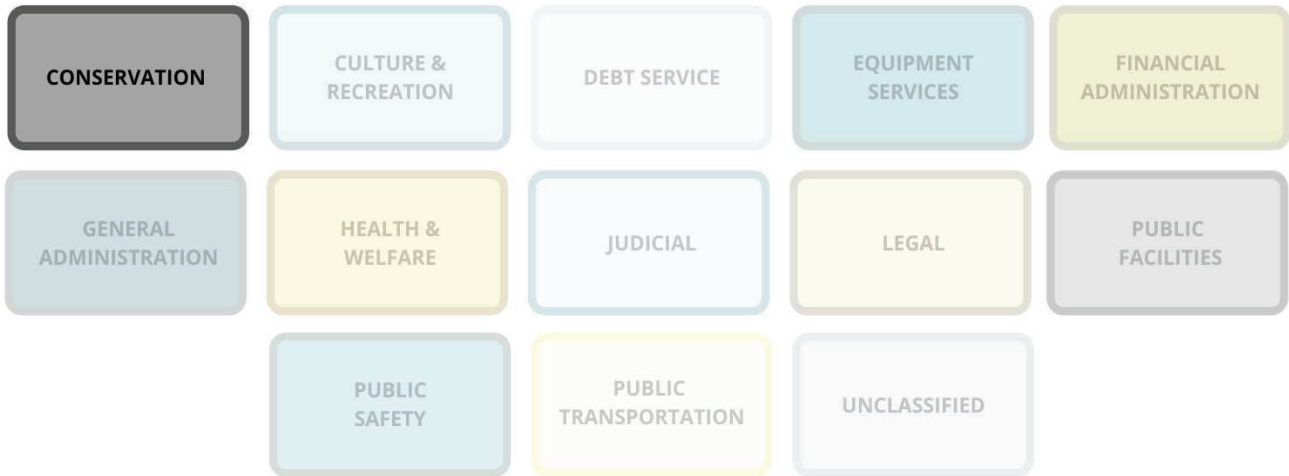 CONSERVATION
CULTURE &
RECREATION
DEBT SERVICE
EQUIPMENT
SERVICES
FINANCIAL
ADMINISTRATION
GENERAL
ADMINISTRATION
HEALTH &
WELFARE
JUDICIAL
LEGAL
PUBLIC
FACILITIES
PUBLIC
SAFETY
PUBLIC
TRANSPORTATION
UNCLASSIFIED